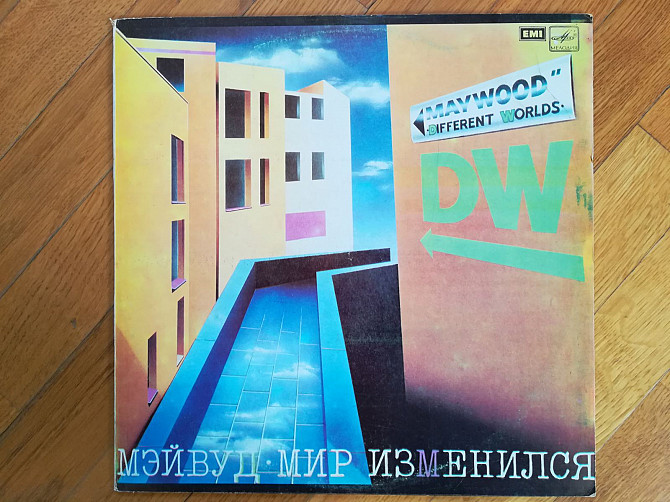 EMI
МЕЛОДИЯ
"MAYWOOD"
·DIFFERENT WORLDS·
DW
МЭЙВУД·МИР ИЗМЕНИЛСЯ